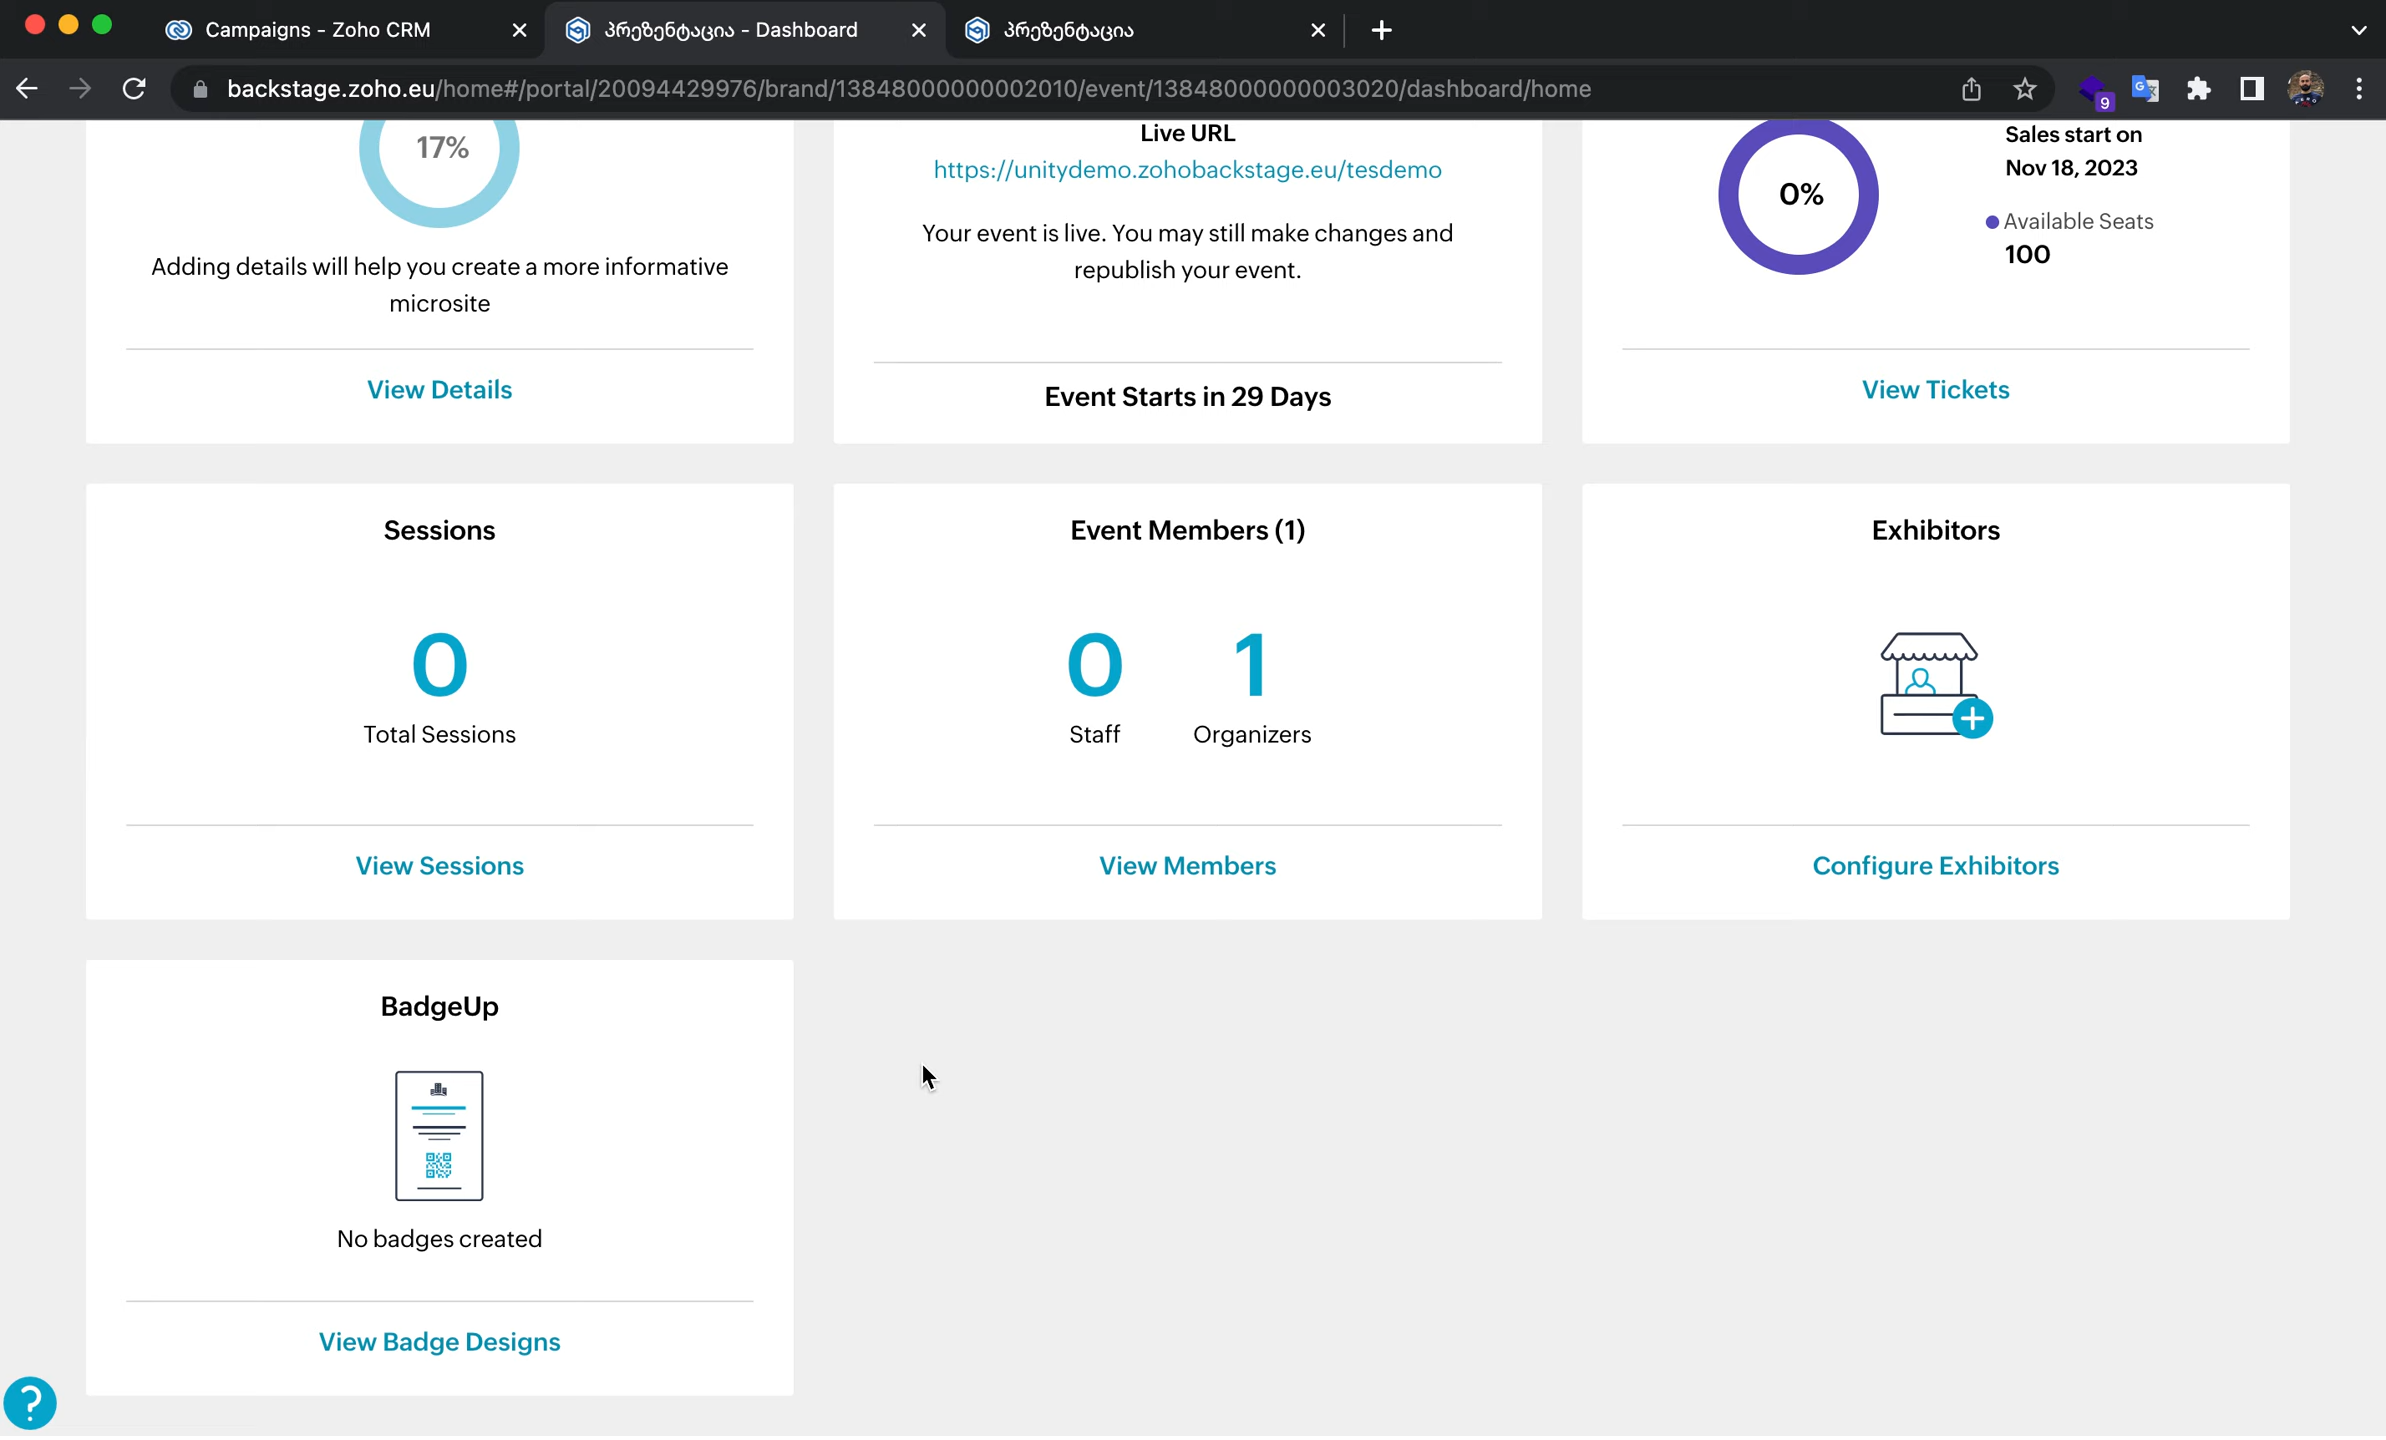 Campaigns - Zoho CRM
პრეზენტაცია - Dashboard
პრეზენტაცია
backstage.zoho.eu/home#/portal/20094429976/brand/13848000000002010/event/13848000000003020/dashboard/home
9
17%
Adding details will help you create a more informative
microsite
View Details
Live URL
https://unitydemo.zohobackstage.eu/tesdemo
Your event is live. You may still make changes and
republish your event.
Event Starts in 29 Days
0%
Sales start on
Nov 18, 2023
Available Seats
100
View Tickets
Sessions
0
Total Sessions
View Sessions
Event Members (1)
0 1
Staff Organizers
View Members
Exhibitors
Configure Exhibitors
BadgeUp
No badges created
View Badge Designs
?